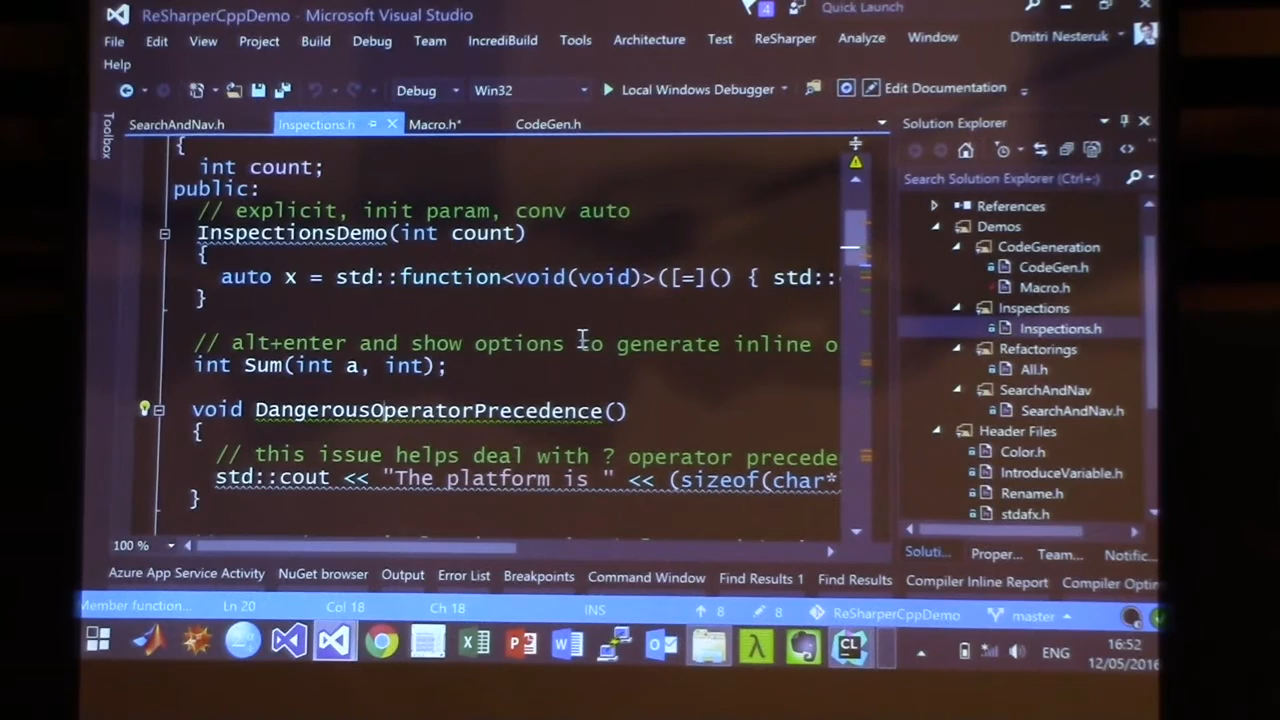 ReSharperCppDemo - Microsoft Visual Studio
4
Quick Launch
File Edit View Project Build Debug Team IncrediBuild Tools Architecture Test ReSharper Analyze Window Dmitri Nesteruk
Help
Debug Win32 Local Windows Debugger Edit Documentation
Toolbox
SearchAndNav.h Inspections.h Macro.h* CodeGen.h
{
int count;
public:
// explicit, init param, conv auto
InspectionsDemo(int count)
{
auto x = std::function<void(void)>([=]() { std::
}
// alt+enter and show options to generate inline o
int Sum(int a, int);
void DangerousOperatorPrecedence()
{
// this issue helps deal with ? operator precede
std::cout << "The platform is " << (sizeof(char*
}
100 %
Solution Explorer
Search Solution Explorer (Ctrl+;)
References
Demos
CodeGeneration
CodeGen.h
Macro.h
Inspections
Inspections.h
Refactorings
All.h
SearchAndNav
SearchAndNav.h
Header Files
Color.h
IntroduceVariable.h
Rename.h
stdafx.h
Soluti... Proper... Team... Notific...
Azure App Service Activity NuGet browser Output Error List Breakpoints Command Window Find Results 1 Find Results Compiler Inline Report Compiler Optim
Member function... Ln 20 Col 18 Ch 18 INS 8 8 ReSharperCppDemo master
CL
ENG
16:52
12/05/2016